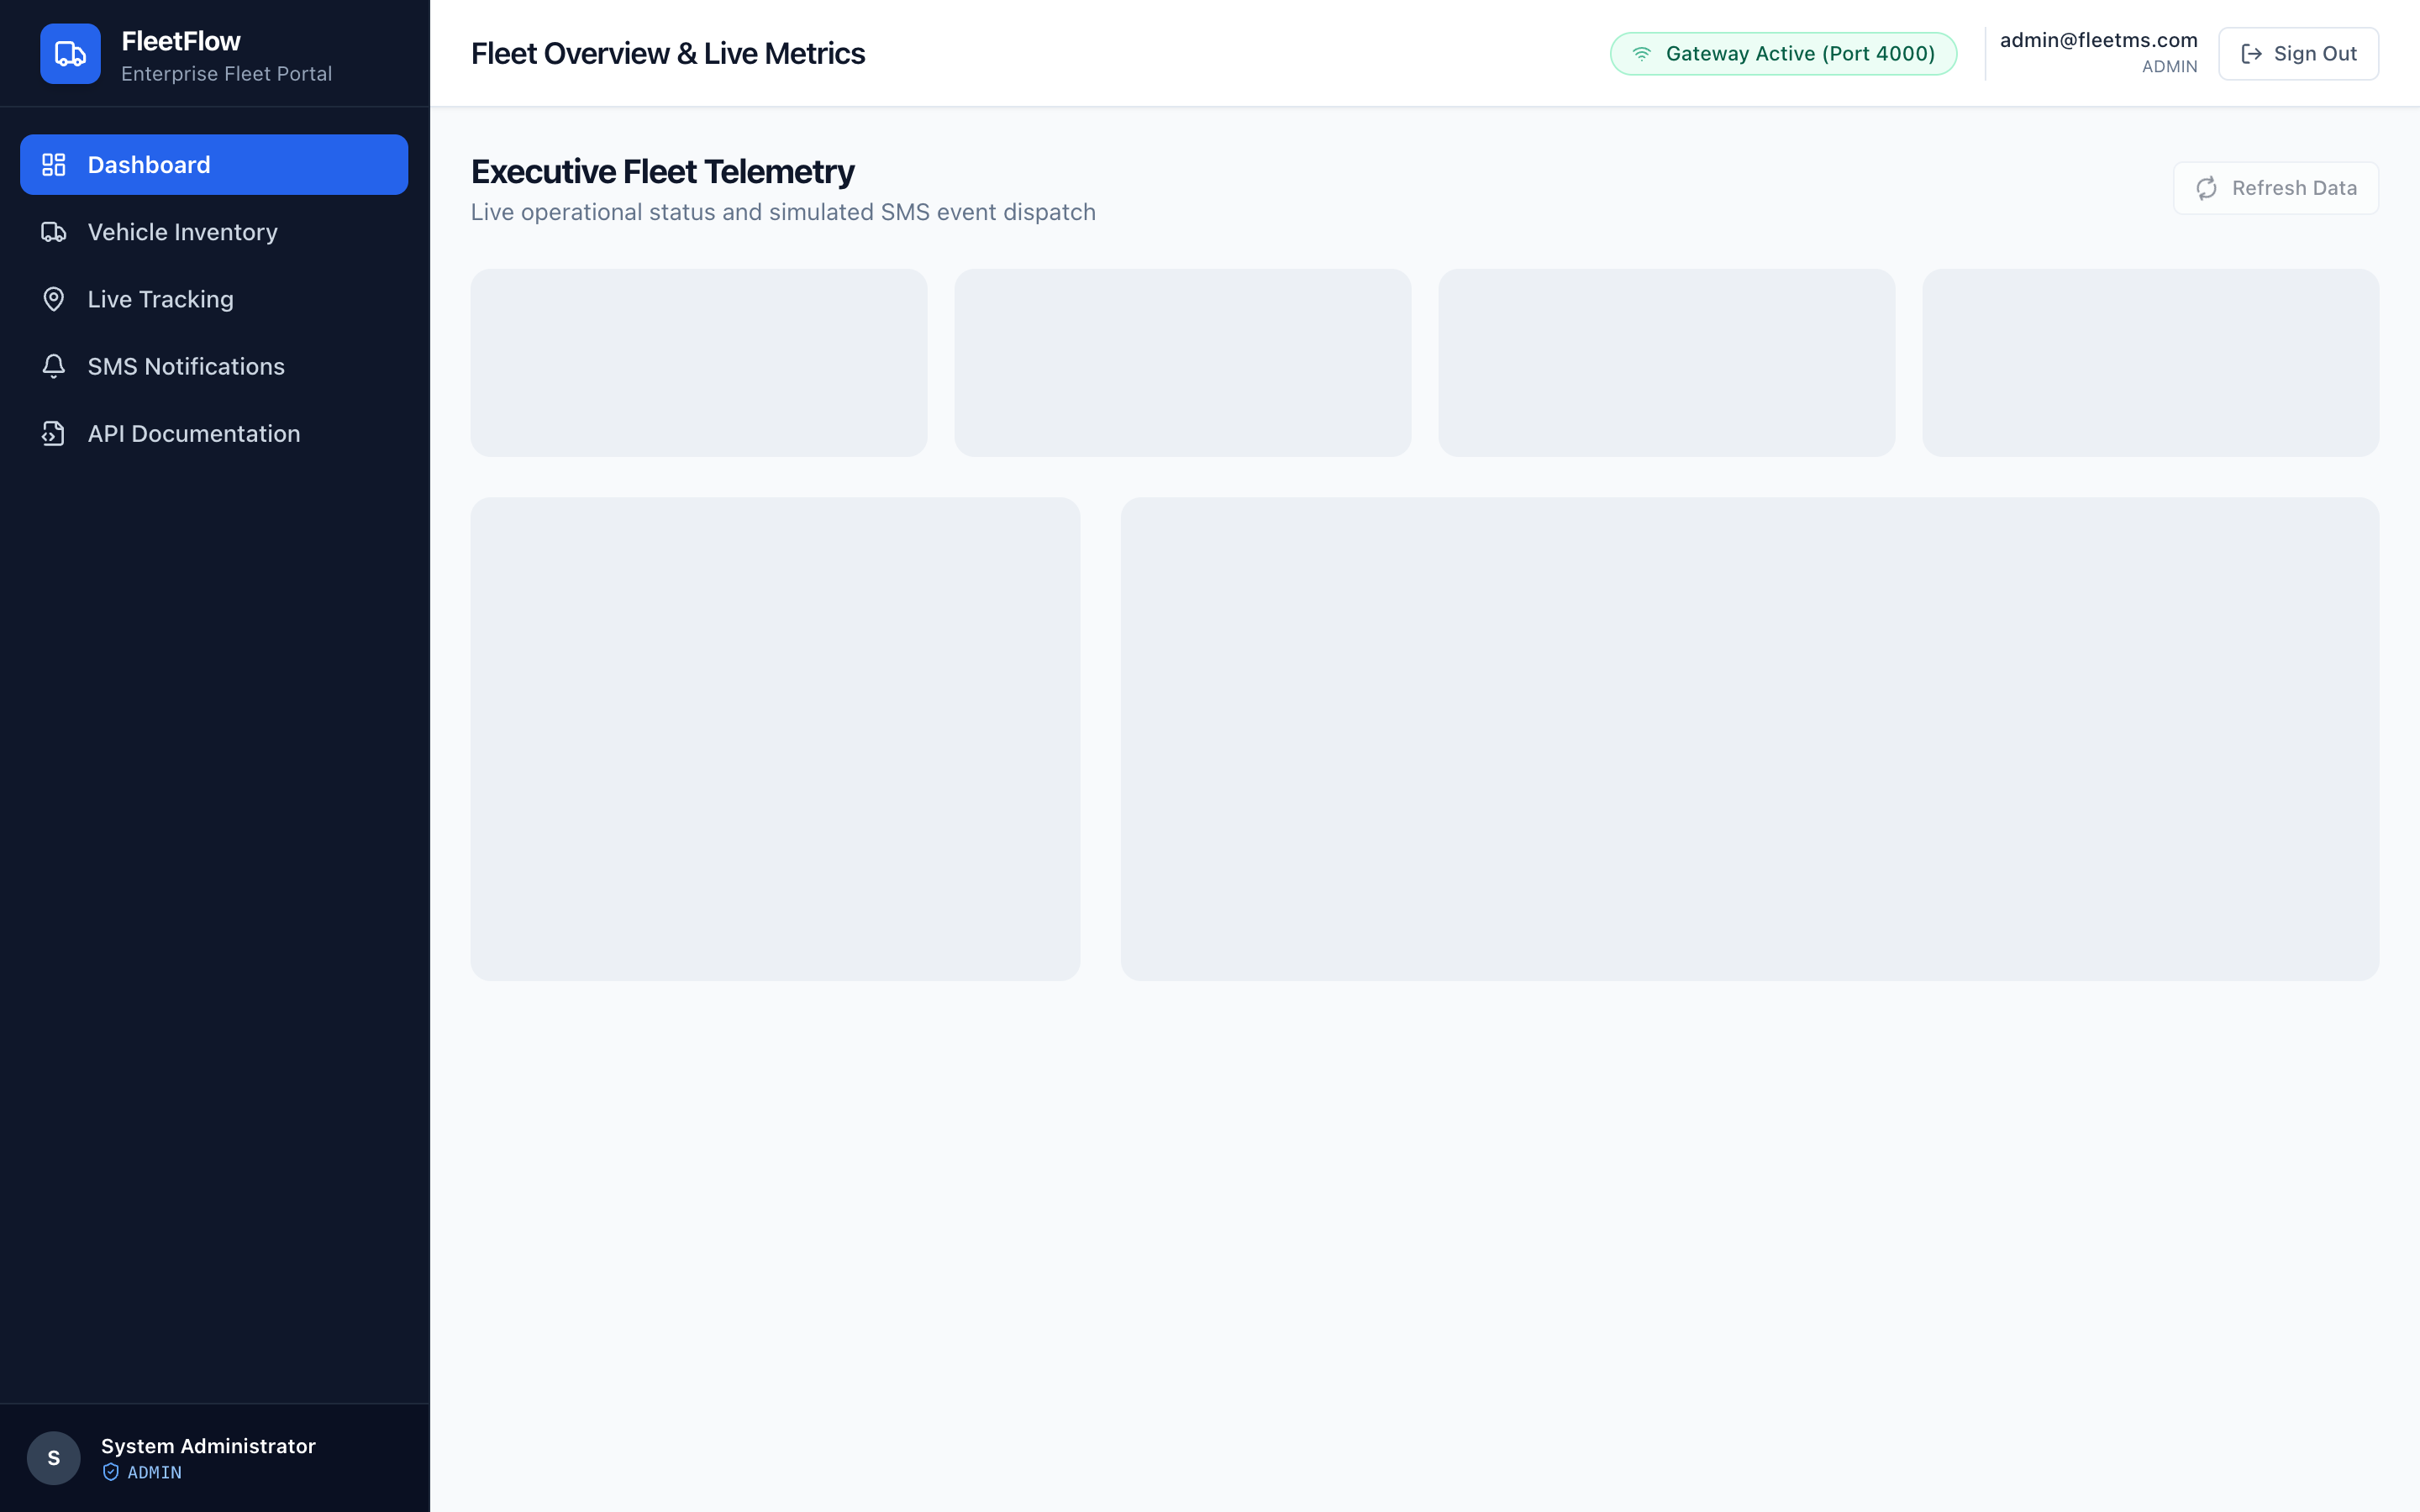 FleetFlow
Enterprise Fleet Portal
Dashboard
Vehicle Inventory
Live Tracking
SMS Notifications
API Documentation
S
System Administrator
ADMIN
Fleet Overview & Live Metrics
Gateway Active (Port 4000)
admin@fleetms.com
ADMIN
Sign Out
Executive Fleet Telemetry
Live operational status and simulated SMS event dispatch
Refresh Data